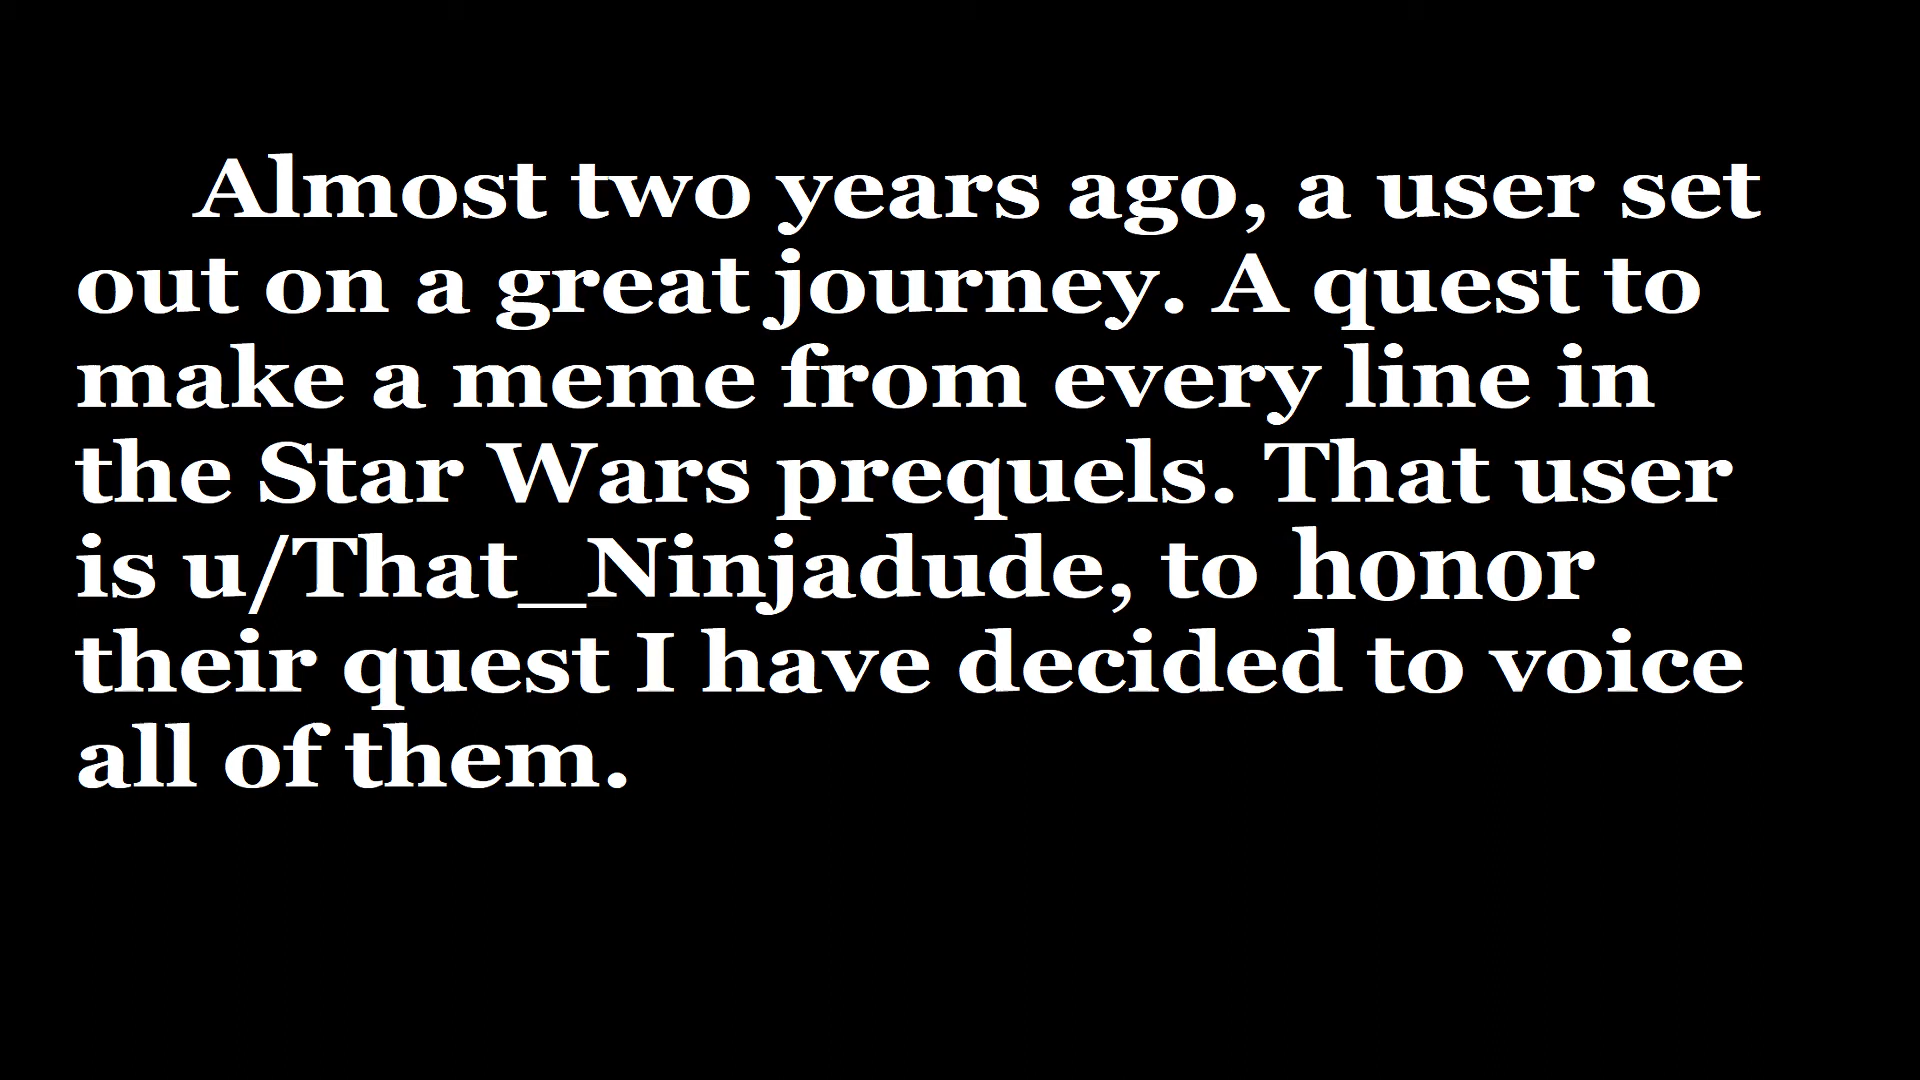 Almost two years ago, a user set
out on a great journey. A quest to
make a meme from every line in
the Star Wars prequels. That user
is u/That_Ninjadude, to honor
their quest I have decided to voice
all of them.